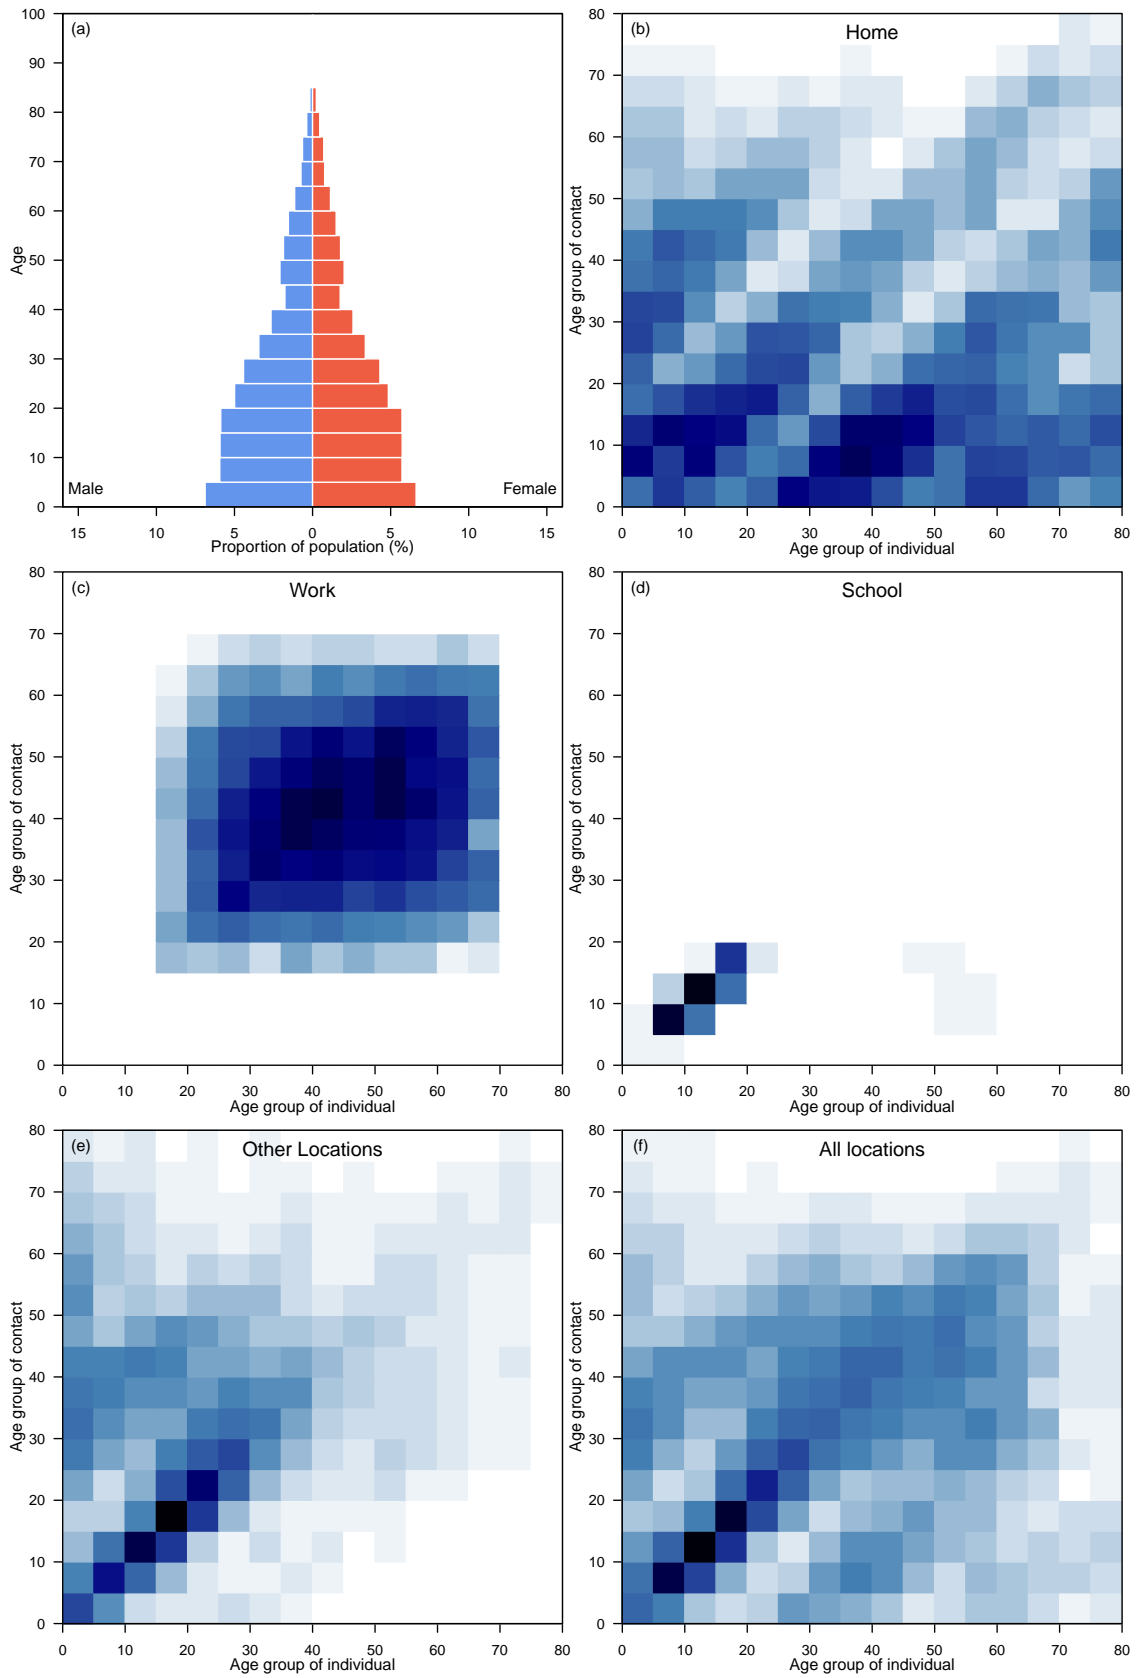 (a)
100
90
80
70
60
50
40
30
20
10
0
Age
Male
Female
15 10 5 0 5 10 15
Proportion of population (%)
(b)
Home
80
70
60
50
40
30
20
10
0
Age group of contact
0 10 20 30 40 50 60 70 80
Age group of individual
(c)
Work
80
70
60
50
40
30
20
10
0
Age group of contact
0 10 20 30 40 50 60 70 80
Age group of individual
(d)
School
80
70
60
50
40
30
20
10
0
Age group of contact
0 10 20 30 40 50 60 70 80
Age group of individual
(e)
Other Locations
80
70
60
50
40
30
20
10
0
Age group of contact
0 10 20 30 40 50 60 70 80
Age group of individual
(f)
All locations
80
70
60
50
40
30
20
10
0
Age group of contact
0 10 20 30 40 50 60 70 80
Age group of individual